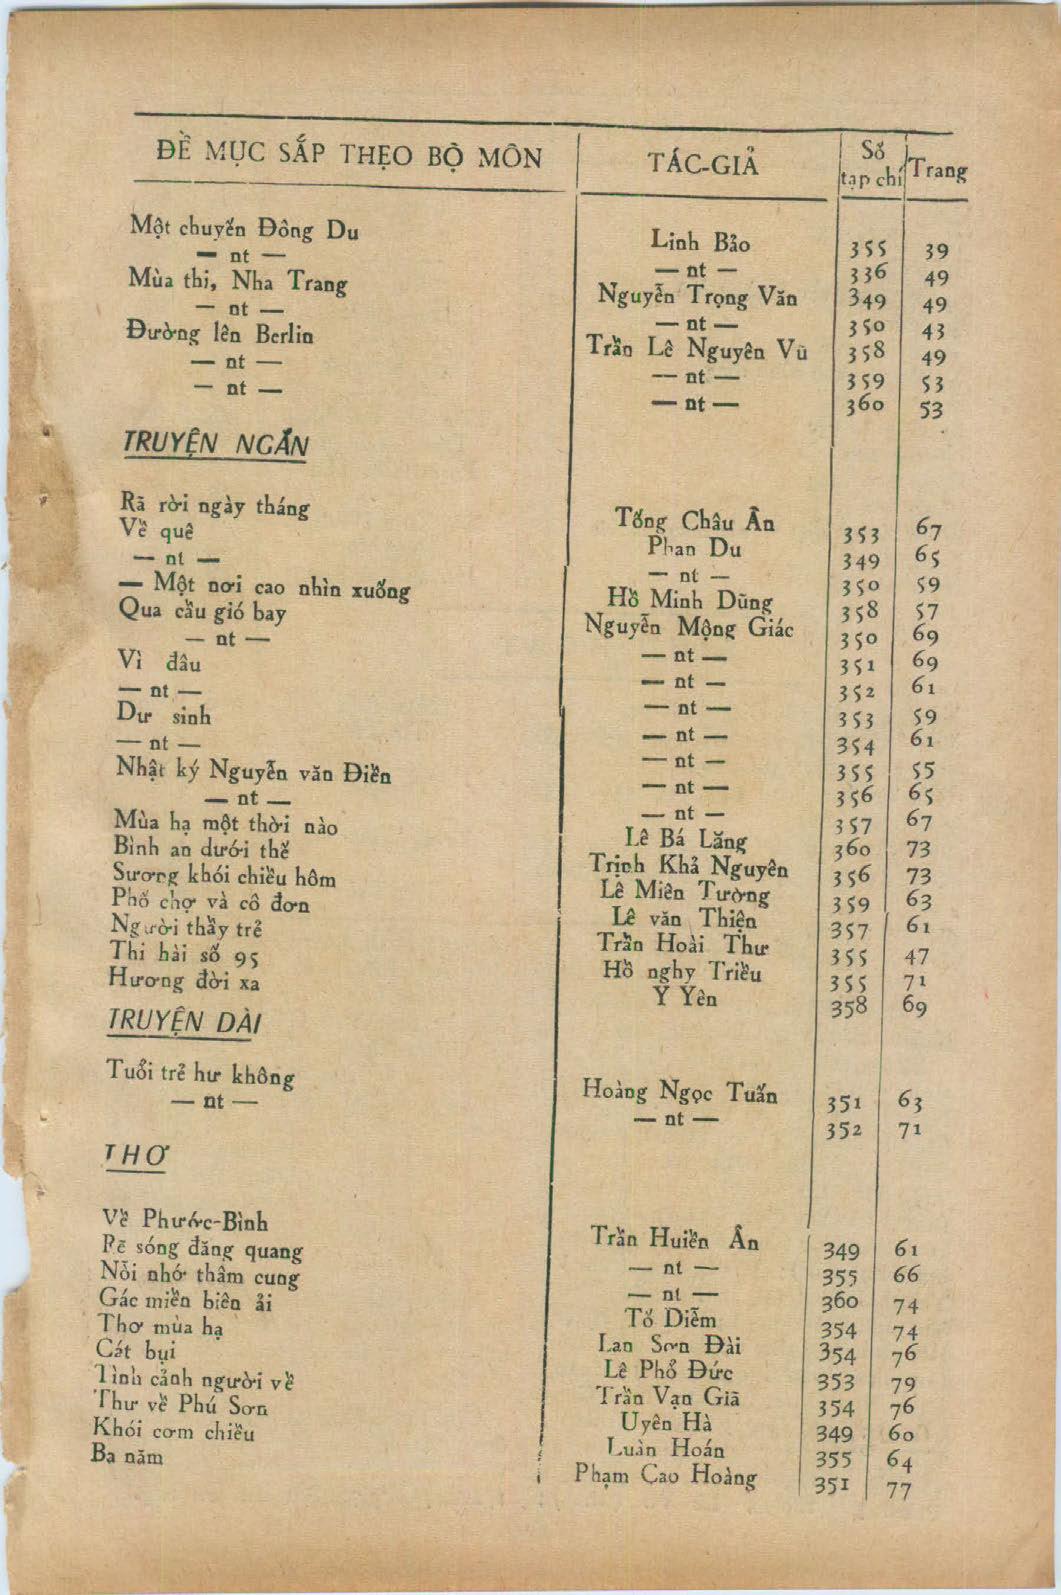 ĐỀ MỤC SẮP THẸO BỘ MÔN TÁC-GIẢ Số tạp chí Trang
Một chuyến Đông Du Linh Bảo 355 39
— nt — — nt — 336 49
Mùa thi, Nha Trang Nguyễn Trọng Văn 349 49
— nt — — nt — 350 43
Đường lên Berlin Trần Lê Nguyên Vũ 358 49
— nt — — nt — 359 53
— nt — — nt — 360 53
TRUYỆN NGẮN
Rã rời ngày tháng Tống Châu Ân 353 67
Về quê Phan Du 349 65
— nt — — nt — 350 59
— Một nơi cao nhìn xuống Hồ Minh Dũng 358 57
Qua cầu gió bay Nguyễn Mộng Giác 350 69
— nt — — nt — 351 69
Vì đâu — nt — 352 61
— nt — — nt — 353 59
Dư sinh — nt — 354 61
— nt — — nt — 355 55
Nhật ký Nguyễn văn Điền — nt — 356 65
— nt — — nt — 357 67
Mùa hạ một thời nào Lê Bá Lăng 360 73
Bình an dưới thế Trịnh Khả Nguyên 356 73
Sương khói chiều hôm Lê Miên Tường 359 63
Phố chợ và cô đơn Lê văn Thiện 357 61
Người thầy trẻ Trần Hoài Thư 355 47
Thi hài số 95 Hồ nghy Triều 355 71
Hương đời xa Y Yên 358 69
TRUYỆN DÀI
Tuổi trẻ hư không Hoàng Ngọc Tuấn 351 63
— nt — — nt — 352 71
THƠ
Về Phước-Bình Trần Huiền Ân 349 61
Rẽ sóng đăng quang — nt — 355 66
Nỗi nhớ thâm cung — nt — 360 74
Gác miền biên ải Tố Diễm 354 74
Thơ mùa hạ Lan Sơn Đài 354 76
Cát bụi Lê Phổ Đức 353 79
Tình cảnh người về Trần Vạn Giã 354 76
Thư về Phú Sơn Uyên Hà 349 60
Khói cơm chiều Luân Hoán 355 64
Ba năm Phạm Cao Hoàng 351 77